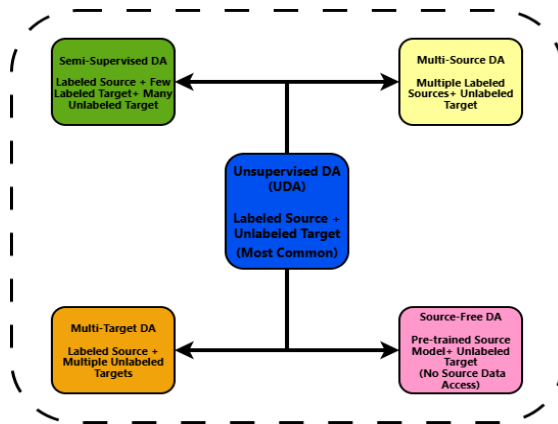 Semi-Supervised DA
Labeled Source + Few
Labeled Target+ Many
Unlabeled Target
Multi-Source DA
Multiple Labeled
Sources+ Unlabeled
Target
Unsupervised DA
(UDA)
Labeled Source +
Unlabeled Target
(Most Common)
Multi-Target DA
Labeled Source +
Multiple Unlabeled
Targets
Source-Free DA
Pre-trained Source
Model+ Unlabeled
Target
(No Source Data
Access)